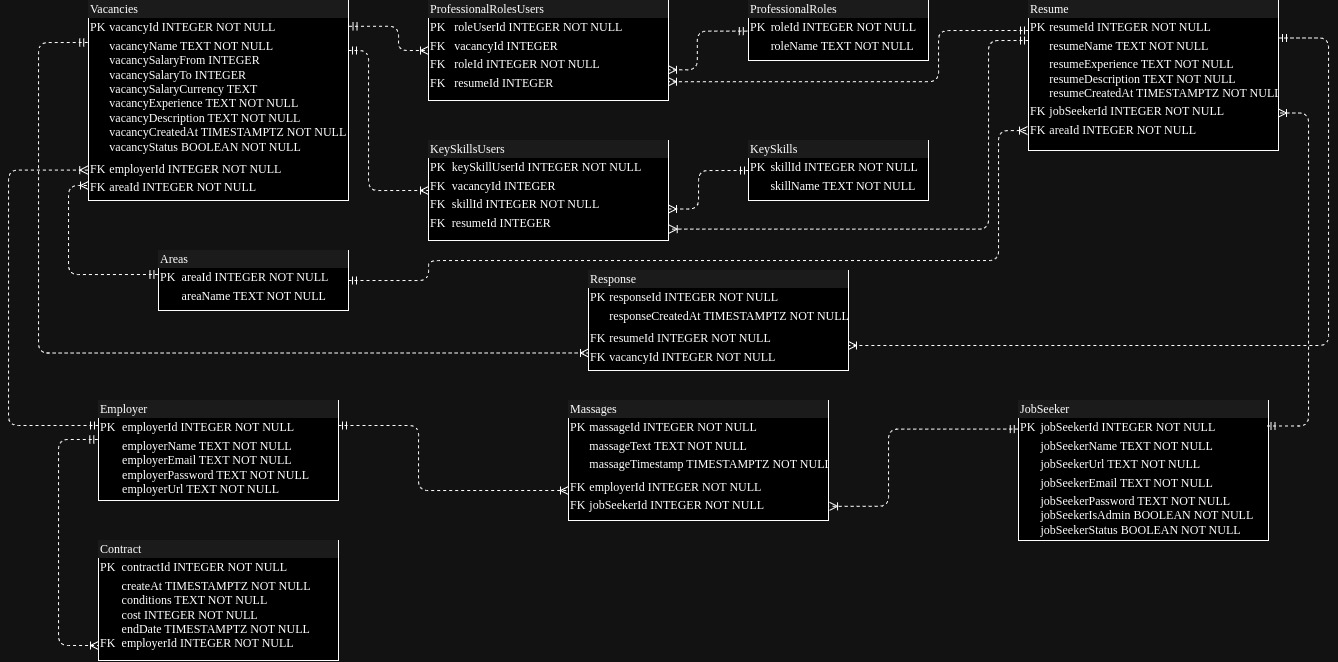 Vacancies
PK vacancyId INTEGER NOT NULL
vacancyName TEXT NOT NULL
vacancySalaryFrom INTEGER
vacancySalaryTo INTEGER
vacancySalaryCurrency TEXT
vacancyExperience TEXT NOT NULL
vacancyDescription TEXT NOT NULL
vacancyCreatedAt TIMESTAMPTZ NOT NULL
vacancyStatus BOOLEAN NOT NULL
FK employerId INTEGER NOT NULL
FK areaId INTEGER NOT NULL
ProfessionalRolesUsers
PK roleUserId INTEGER NOT NULL
FK vacancyId INTEGER
FK roleId INTEGER NOT NULL
FK resumeId INTEGER
ProfessionalRoles
PK roleId INTEGER NOT NULL
roleName TEXT NOT NULL
Resume
PK resumeId INTEGER NOT NULL
resumeName TEXT NOT NULL
resumeExperience TEXT NOT NULL
resumeDescription TEXT NOT NULL
resumeCreatedAt TIMESTAMPTZ NOT NULL
FK jobSeekerId INTEGER NOT NULL
FK areaId INTEGER NOT NULL
KeySkillsUsers
PK keySkillUserId INTEGER NOT NULL
FK vacancyId INTEGER
FK skillId INTEGER NOT NULL
FK resumeId INTEGER
KeySkills
PK skillId INTEGER NOT NULL
skillName TEXT NOT NULL
Areas
PK areaId INTEGER NOT NULL
areaName TEXT NOT NULL
Response
PK responseId INTEGER NOT NULL
responseCreatedAt TIMESTAMPTZ NOT NULL
FK resumeId INTEGER NOT NULL
FK vacancyId INTEGER NOT NULL
Employer
PK employerId INTEGER NOT NULL
employerName TEXT NOT NULL
employerEmail TEXT NOT NULL
employerPassword TEXT NOT NULL
employerUrl TEXT NOT NULL
Massages
PK massageId INTEGER NOT NULL
massageText TEXT NOT NULL
massageTimestamp TIMESTAMPTZ NOT NULL
FK employerId INTEGER NOT NULL
FK jobSeekerId INTEGER NOT NULL
JobSeeker
PK jobSeekerId INTEGER NOT NULL
jobSeekerName TEXT NOT NULL
jobSeekerUrl TEXT NOT NULL
jobSeekerEmail TEXT NOT NULL
jobSeekerPassword TEXT NOT NULL
jobSeekerIsAdmin BOOLEAN NOT NULL
jobSeekerStatus BOOLEAN NOT NULL
Contract
PK contractId INTEGER NOT NULL
createAt TIMESTAMPTZ NOT NULL
conditions TEXT NOT NULL
cost INTEGER NOT NULL
endDate TIMESTAMPTZ NOT NULL
FK employerId INTEGER NOT NULL